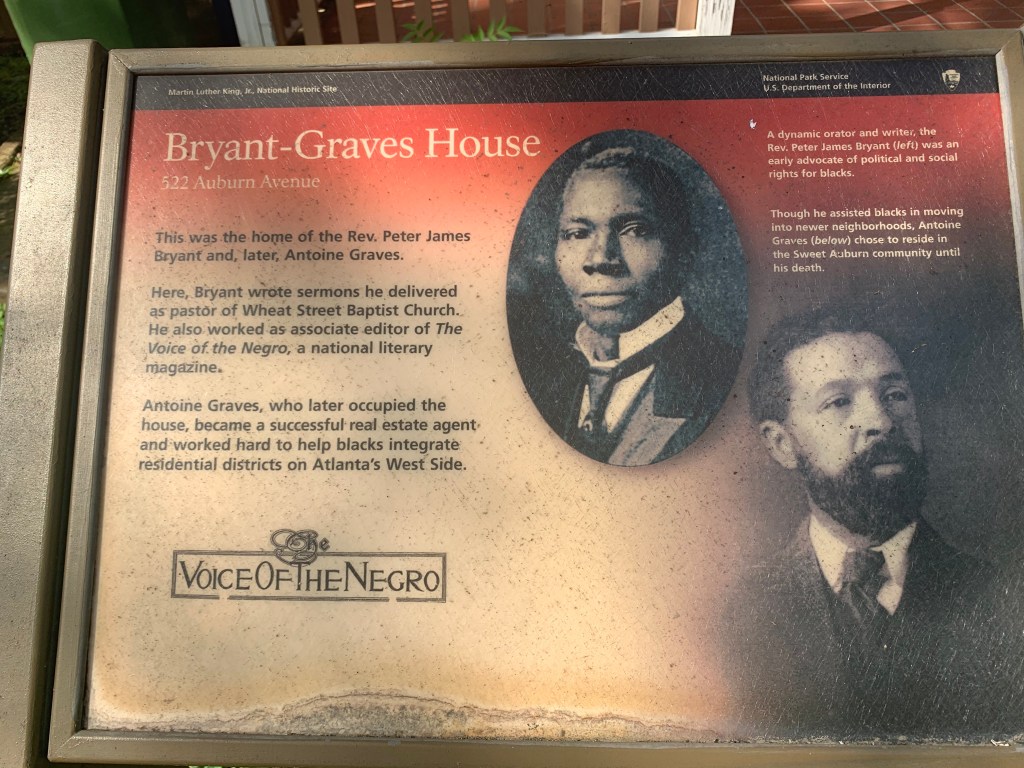 Martin Luther King, Jr., National Historic Site
National Park Service
U.S. Department of the Interior
Bryant-Graves House
522 Auburn Avenue
This was the home of the Rev. Peter James
Bryant and, later, Antoine Graves.
Here, Bryant wrote sermons he delivered
as pastor of Wheat Street Baptist Church.
He also worked as associate editor of The
Voice of the Negro, a national literary
magazine.
Antoine Graves, who later occupied the
house, became a successful real estate agent
and worked hard to help blacks integrate
residential districts on Atlanta's West Side.
The
VOICE OF THE NEGRO
A dynamic orator and writer, the
Rev. Peter James Bryant (left) was an
early advocate of political and social
rights for blacks.
Though he assisted blacks in moving
into newer neighborhoods, Antoine
Graves (below) chose to reside in
the Sweet Auburn community until
his death.